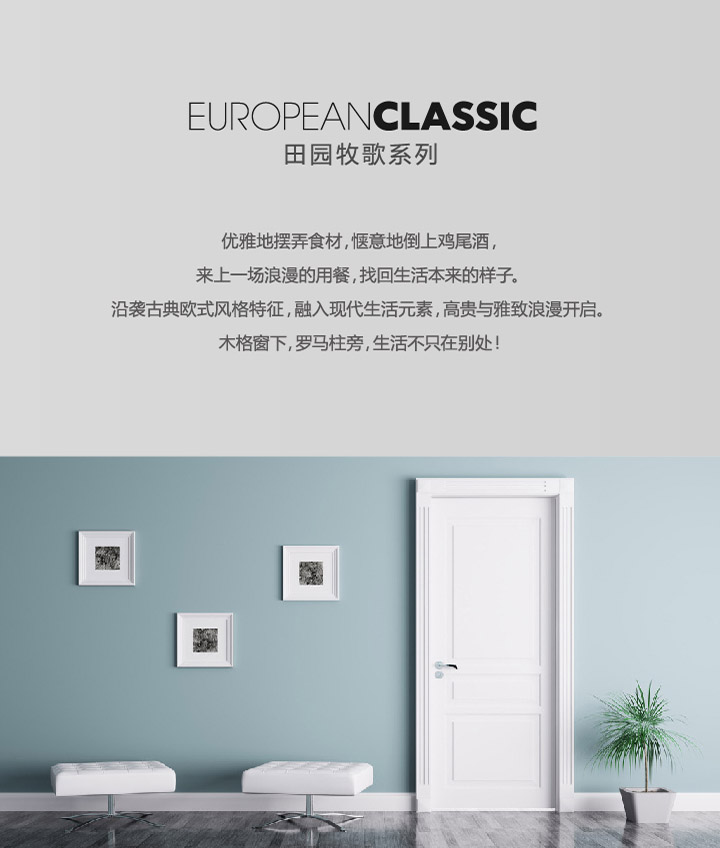 EUROPEANCLASSIC
田园牧歌系列
优雅地摆弄食材,惬意地倒上鸡尾酒,
来上一场浪漫的用餐,找回生活本来的样子。
沿袭古典欧式风格特征,融入现代生活元素,高贵与雅致浪漫开启。
木格窗下,罗马柱旁,生活不只在别处!